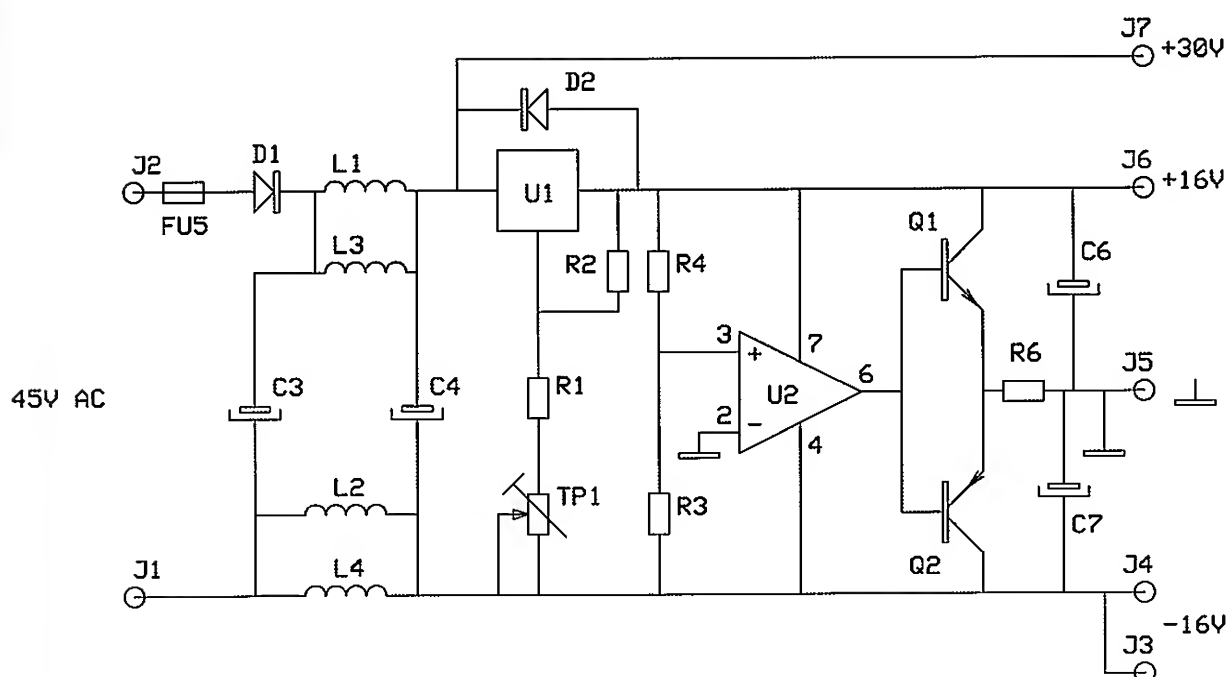 J7
+30V
D2
J2
D1
L1
J6
+16V
FU5
U1
L3
Q1
R2
R4
C6
3
+
7
R6
J5
C3
C4
45V AC
R1
U2
6
2
-
4
TP1
L2
R3
C7
J1
L4
Q2
J4
-16V
J3